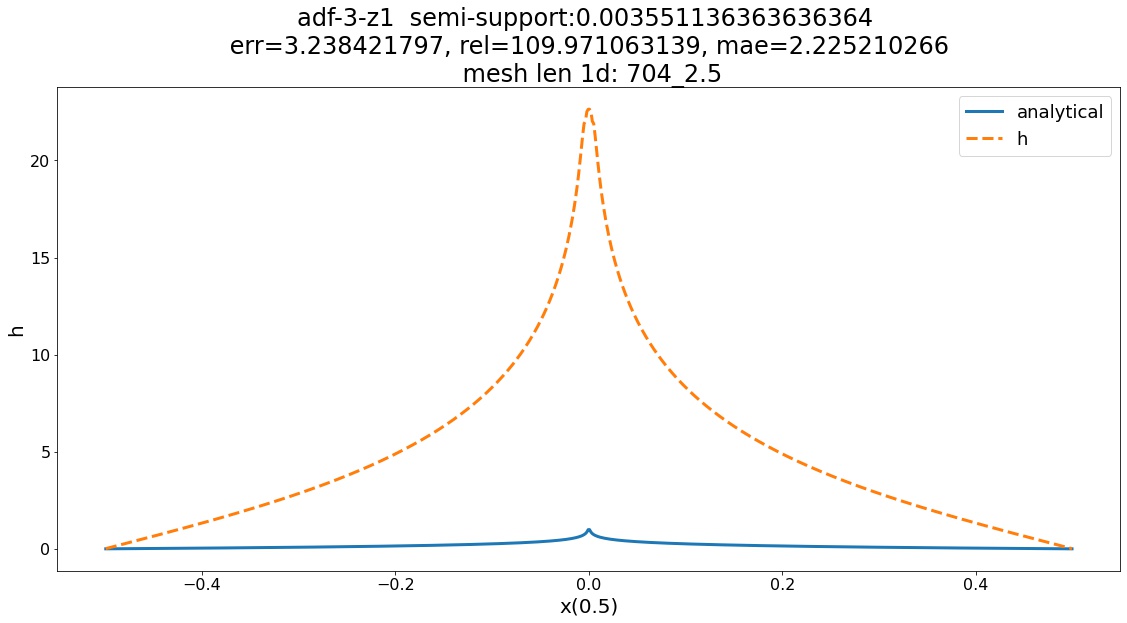 adf-3-z1  semi-support:0.003551136363636364
err=3.238421797, rel=109.971063139, mae=2.225210266
mesh len 1d: 704_2.5
analytical
h
20
15
10
5
0
h
−0.4
−0.2
0.0
0.2
0.4
x(0.5)